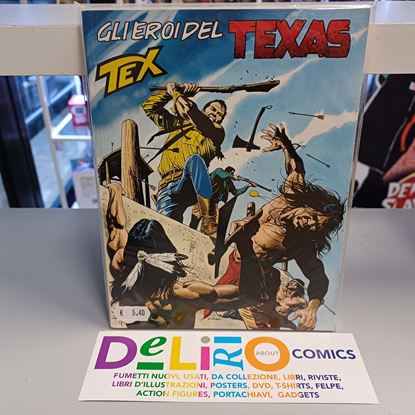 GLI EROI DEL TEXAS
TEX
€ 5,40
DELIRIO ABOUT COMICS
FUMETTI NUOVI, USATI, DA COLLEZIONE, LIBRI, RIVISTE,
LIBRI D'ILLUSTRAZIONI, POSTERS, DVD, T-SHIRTS, FELPE,
ACTION FIGURES, PORTACHIAVI, GADGETS